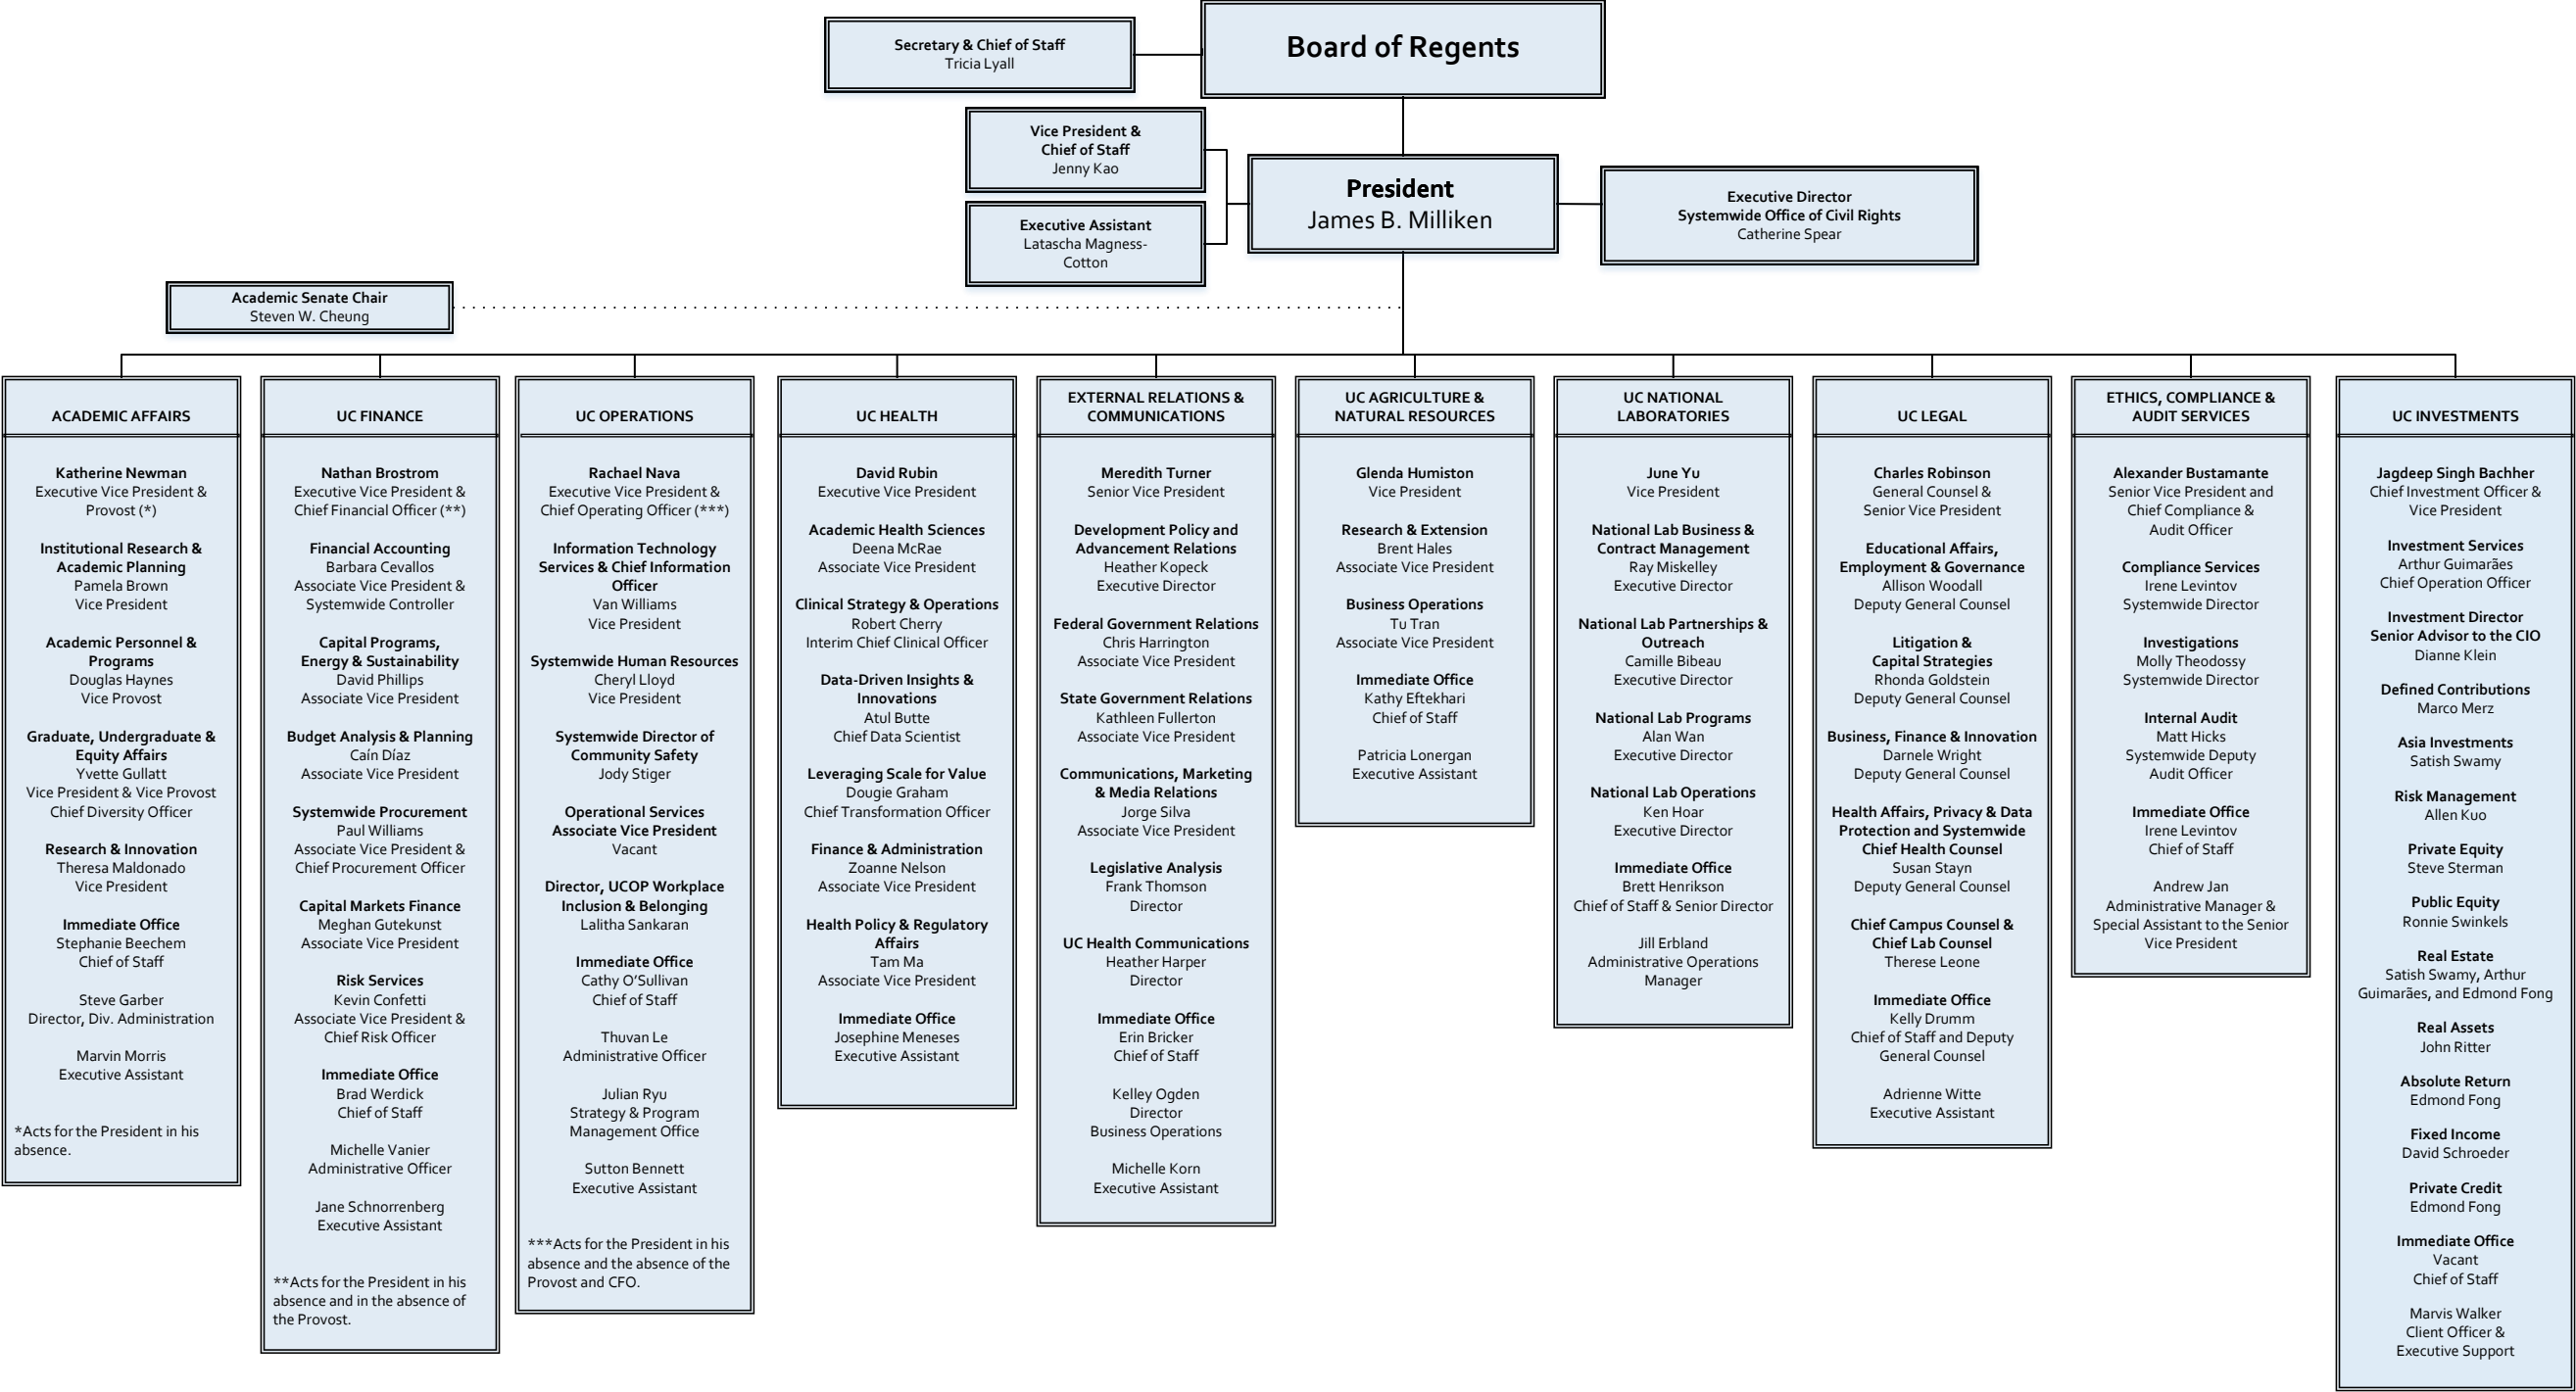 Secretary & Chief of Staff
Tricia Lyall
Board of Regents
Vice President &
Chief of Staff
Jenny Kao
Executive Assistant
Latascha Magness-
Cotton
President
James B. Milliken
Executive Director
Systemwide Office of Civil Rights
Catherine Spear
Academic Senate Chair
Steven W. Cheung
ACADEMIC AFFAIRS
Katherine Newman
Executive Vice President &
Provost (*)
Institutional Research &
Academic Planning
Pamela Brown
Vice President
Academic Personnel &
Programs
Douglas Haynes
Vice Provost
Graduate, Undergraduate &
Equity Affairs
Yvette Gullatt
Vice President & Vice Provost
Chief Diversity Officer
Research & Innovation
Theresa Maldonado
Vice President
Immediate Office
Stephanie Beechem
Chief of Staff
Steve Garber
Director, Div. Administration
Marvin Morris
Executive Assistant
*Acts for the President in his
absence.
UC FINANCE
Nathan Brostrom
Executive Vice President &
Chief Financial Officer (**)
Financial Accounting
Barbara Cevallos
Associate Vice President &
Systemwide Controller
Capital Programs,
Energy & Sustainability
David Phillips
Associate Vice President
Budget Analysis & Planning
Caín Díaz
Associate Vice President
Systemwide Procurement
Paul Williams
Associate Vice President &
Chief Procurement Officer
Capital Markets Finance
Meghan Gutekunst
Associate Vice President
Risk Services
Kevin Confetti
Associate Vice President &
Chief Risk Officer
Immediate Office
Brad Werdick
Chief of Staff
Michelle Vanier
Administrative Officer
Jane Schnorrenberg
Executive Assistant
**Acts for the President in his
absence and in the absence of
the Provost.
UC OPERATIONS
Rachael Nava
Executive Vice President &
Chief Operating Officer (***)
Information Technology
Services & Chief Information
Officer
Van Williams
Vice President
Systemwide Human Resources
Cheryl Lloyd
Vice President
Systemwide Director of
Community Safety
Jody Stiger
Operational Services
Associate Vice President
Vacant
Director, UCOP Workplace
Inclusion & Belonging
Lalitha Sankaran
Immediate Office
Cathy O'Sullivan
Chief of Staff
Thuvan Le
Administrative Officer
Julian Ryu
Strategy & Program
Management Office
Sutton Bennett
Executive Assistant
***Acts for the President in his
absence and the absence of the
Provost and CFO.
UC HEALTH
David Rubin
Executive Vice President
Academic Health Sciences
Deena McRae
Associate Vice President
Clinical Strategy & Operations
Robert Cherry
Interim Chief Clinical Officer
Data-Driven Insights &
Innovations
Atul Butte
Chief Data Scientist
Leveraging Scale for Value
Dougie Graham
Chief Transformation Officer
Finance & Administration
Zoanne Nelson
Associate Vice President
Health Policy & Regulatory
Affairs
Tam Ma
Associate Vice President
Immediate Office
Josephine Meneses
Executive Assistant
EXTERNAL RELATIONS &
COMMUNICATIONS
Meredith Turner
Senior Vice President
Development Policy and
Advancement Relations
Heather Kopeck
Executive Director
Federal Government Relations
Chris Harrington
Associate Vice President
State Government Relations
Kathleen Fullerton
Associate Vice President
Communications, Marketing
& Media Relations
Jorge Silva
Associate Vice President
Legislative Analysis
Frank Thomson
Director
UC Health Communications
Heather Harper
Director
Immediate Office
Erin Bricker
Chief of Staff
Kelley Ogden
Director
Business Operations
Michelle Korn
Executive Assistant
UC AGRICULTURE &
NATURAL RESOURCES
Glenda Humiston
Vice President
Research & Extension
Brent Hales
Associate Vice President
Business Operations
Tu Tran
Associate Vice President
Immediate Office
Kathy Eftekhari
Chief of Staff
Patricia Lonergan
Executive Assistant
UC NATIONAL
LABORATORIES
June Yu
Vice President
National Lab Business &
Contract Management
Ray Miskelley
Executive Director
National Lab Partnerships &
Outreach
Camille Bibeau
Executive Director
National Lab Programs
Alan Wan
Executive Director
National Lab Operations
Ken Hoar
Executive Director
Immediate Office
Brett Henrikson
Chief of Staff & Senior Director
Jill Erbland
Administrative Operations
Manager
UC LEGAL
Charles Robinson
General Counsel &
Senior Vice President
Educational Affairs,
Employment & Governance
Allison Woodall
Deputy General Counsel
Litigation &
Capital Strategies
Rhonda Goldstein
Deputy General Counsel
Business, Finance & Innovation
Darnele Wright
Deputy General Counsel
Health Affairs, Privacy & Data
Protection and Systemwide
Chief Health Counsel
Susan Stayn
Deputy General Counsel
Chief Campus Counsel &
Chief Lab Counsel
Therese Leone
Immediate Office
Kelly Drumm
Chief of Staff and Deputy
General Counsel
Adrienne Witte
Executive Assistant
ETHICS, COMPLIANCE &
AUDIT SERVICES
Alexander Bustamante
Senior Vice President and
Chief Compliance &
Audit Officer
Compliance Services
Irene Levintov
Systemwide Director
Investigations
Molly Theodossy
Systemwide Director
Internal Audit
Matt Hicks
Systemwide Deputy
Audit Officer
Immediate Office
Irene Levintov
Chief of Staff
Andrew Jan
Administrative Manager &
Special Assistant to the Senior
Vice President
UC INVESTMENTS
Jagdeep Singh Bachher
Chief Investment Officer &
Vice President
Investment Services
Arthur Guimarães
Chief Operation Officer
Investment Director
Senior Advisor to the CIO
Dianne Klein
Defined Contributions
Marco Merz
Asia Investments
Satish Swamy
Risk Management
Allen Kuo
Private Equity
Steve Sterman
Public Equity
Ronnie Swinkels
Real Estate
Satish Swamy, Arthur
Guimarães, and Edmond Fong
Real Assets
John Ritter
Absolute Return
Edmond Fong
Fixed Income
David Schroeder
Private Credit
Edmond Fong
Immediate Office
Vacant
Chief of Staff
Marvis Walker
Client Officer &
Executive Support